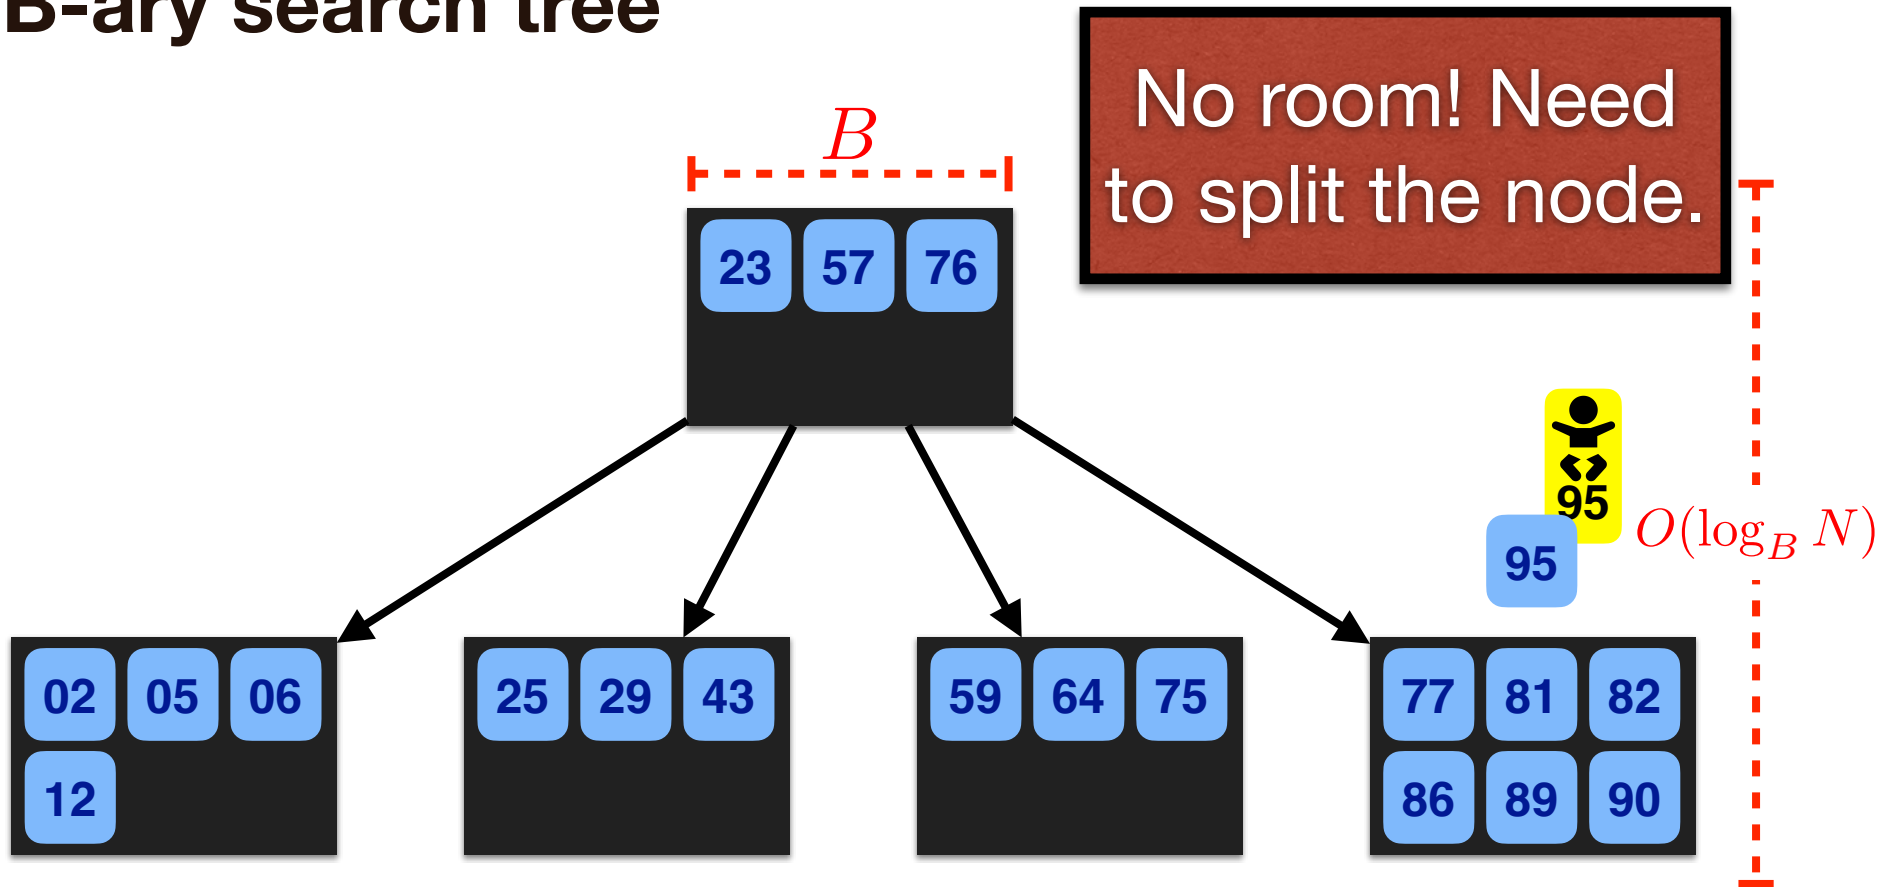 B-ary search tree
No room! Need
to split the node.
B
23 57 76
95
O(log_B N)
95
02 05 06
12
25 29 43
59 64 75
77 81 82
86 89 90